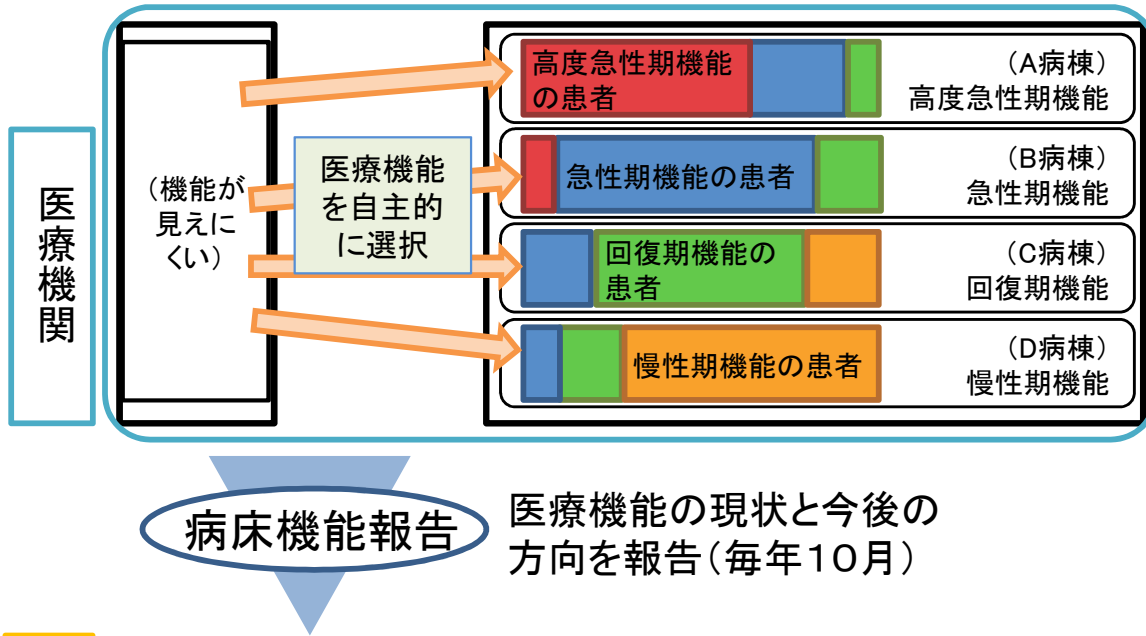 医療機関
(機能が
見えに
くい)
医療機能
を自主的
に選択
高度急性期機能
の患者
(A病棟)
高度急性期機能
急性期機能の患者
(B病棟)
急性期機能
回復期機能の
患者
(C病棟)
回復期機能
慢性期機能の患者
(D病棟)
慢性期機能
病床機能報告
医療機能の現状と今後の
方向を報告(毎年10月)